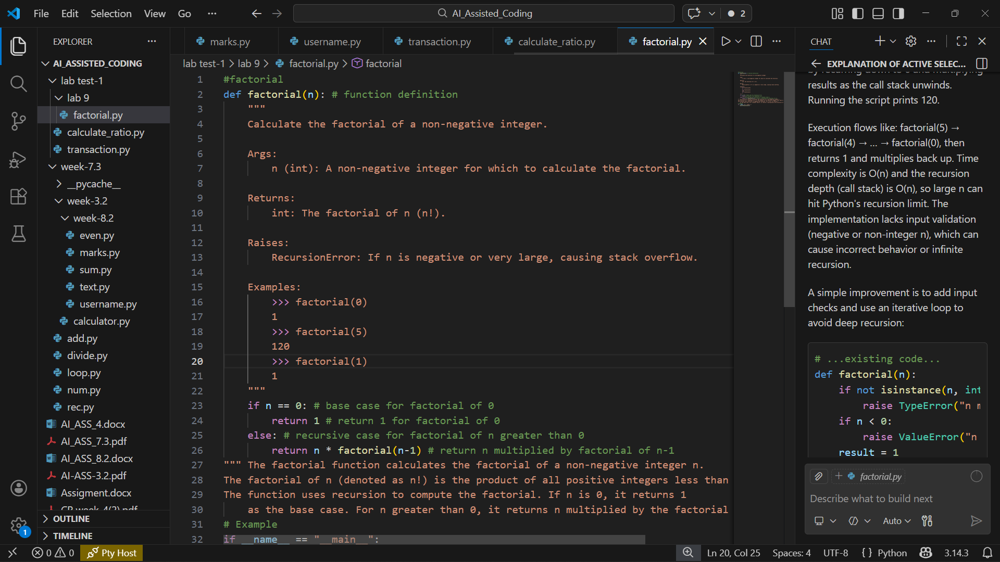 File Edit Selection View Go ··· AI_Assisted_Coding 2
EXPLORER
AI_ASSISTED_CODING
lab test-1
lab 9
factorial.py
calculate_ratio.py
transaction.py
week-7.3
__pycache__
week-3.2
week-8.2
even.py
marks.py
sum.py
text.py
username.py
calculator.py
add.py
divide.py
loop.py
num.py
rec.py
AI_ASS_4.docx
AI_ASS_7.3.pdf
AI_ASS_8.2.docx
AI-ASS-3.2.pdf
Assigment.docx
OUTLINE
TIMELINE
1
marks.py username.py transaction.py calculate_ratio.py factorial.py
lab test-1 > lab 9 > factorial.py > factorial
1 #factorial
2 def factorial(n): # function definition
3 """
4 Calculate the factorial of a non-negative integer.
5
6 Args:
7 n (int): A non-negative integer for which to calculate the factorial.
8
9 Returns:
10 int: The factorial of n (n!).
11
12 Raises:
13 RecursionError: If n is negative or very large, causing stack overflow.
14
15 Examples:
16 >>> factorial(0)
17 1
18 >>> factorial(5)
19 120
20 >>> factorial(1)
21 1
22 """
23 if n == 0: # base case for factorial of 0
24 return 1 # return 1 for factorial of 0
25 else: # recursive case for factorial of n greater than 0
26 return n * factorial(n-1) # return n multiplied by factorial of n-1
27 """ The factorial function calculates the factorial of a non-negative integer n.
28 The factorial of n (denoted as n!) is the product of all positive integers less than
29 The function uses recursion to compute the factorial. If n is 0, it returns 1
30 as the base case. For n greater than 0, it returns n multiplied by the factorial
31 # Example
32 if __name__ == "__main__":
CHAT
EXPLANATION OF ACTIVE SELEC...
by recurring down to 0 and multiplying
results as the call stack unwinds.
Running the script prints 120.
Execution flows like: factorial(5) →
factorial(4) → … → factorial(0), then
returns 1 and multiplies back up. Time
complexity is O(n) and the recursion
depth (call stack) is O(n), so large n can
hit Python's recursion limit. The
implementation lacks input validation
(negative or non-integer n), which can
cause incorrect behavior or infinite
recursion.
A simple improvement is to add input
checks and use an iterative loop to
avoid deep recursion:
# ...existing code...
def factorial(n):
if not isinstance(n, int
raise TypeError("n m
if n < 0:
raise ValueError("n
result = 1
factorial.py
Describe what to build next
Auto
0 0 Pty Host
Ln 20, Col 25 Spaces: 4 UTF-8 { } Python 3.14.3